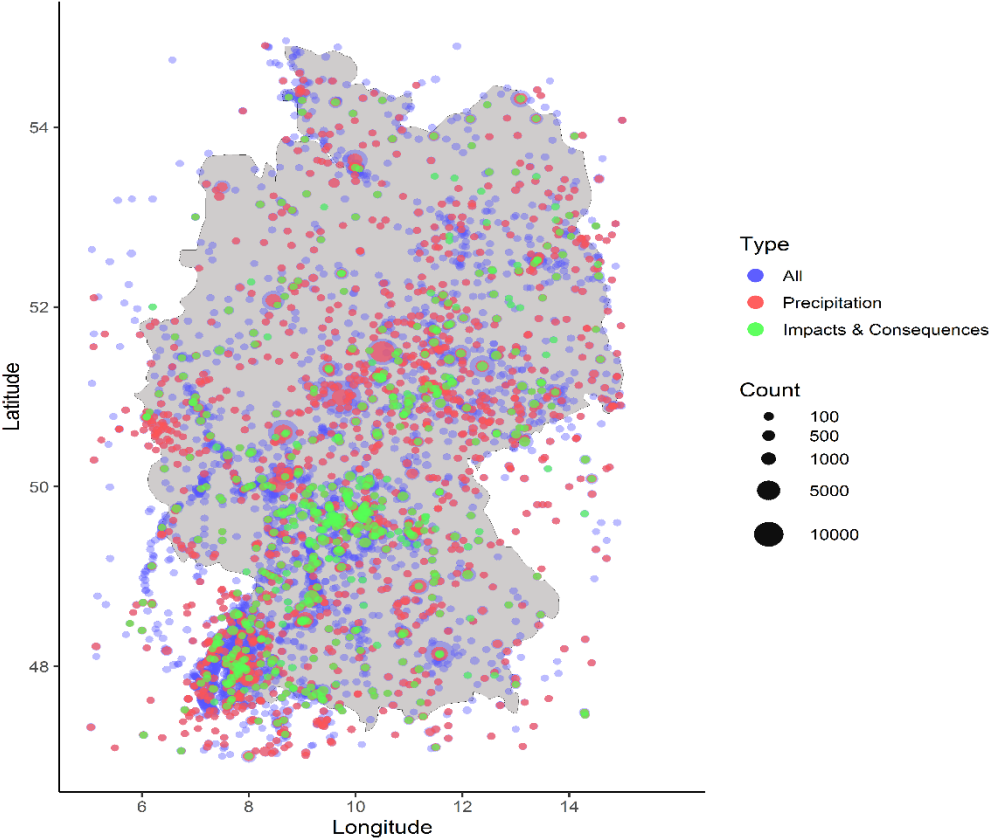 54
52
50
48
Latitude
6 8 10 12 14
Longitude
Type
All
Precipitation
Impacts & Consequences
Count
100
500
1000
5000
10000